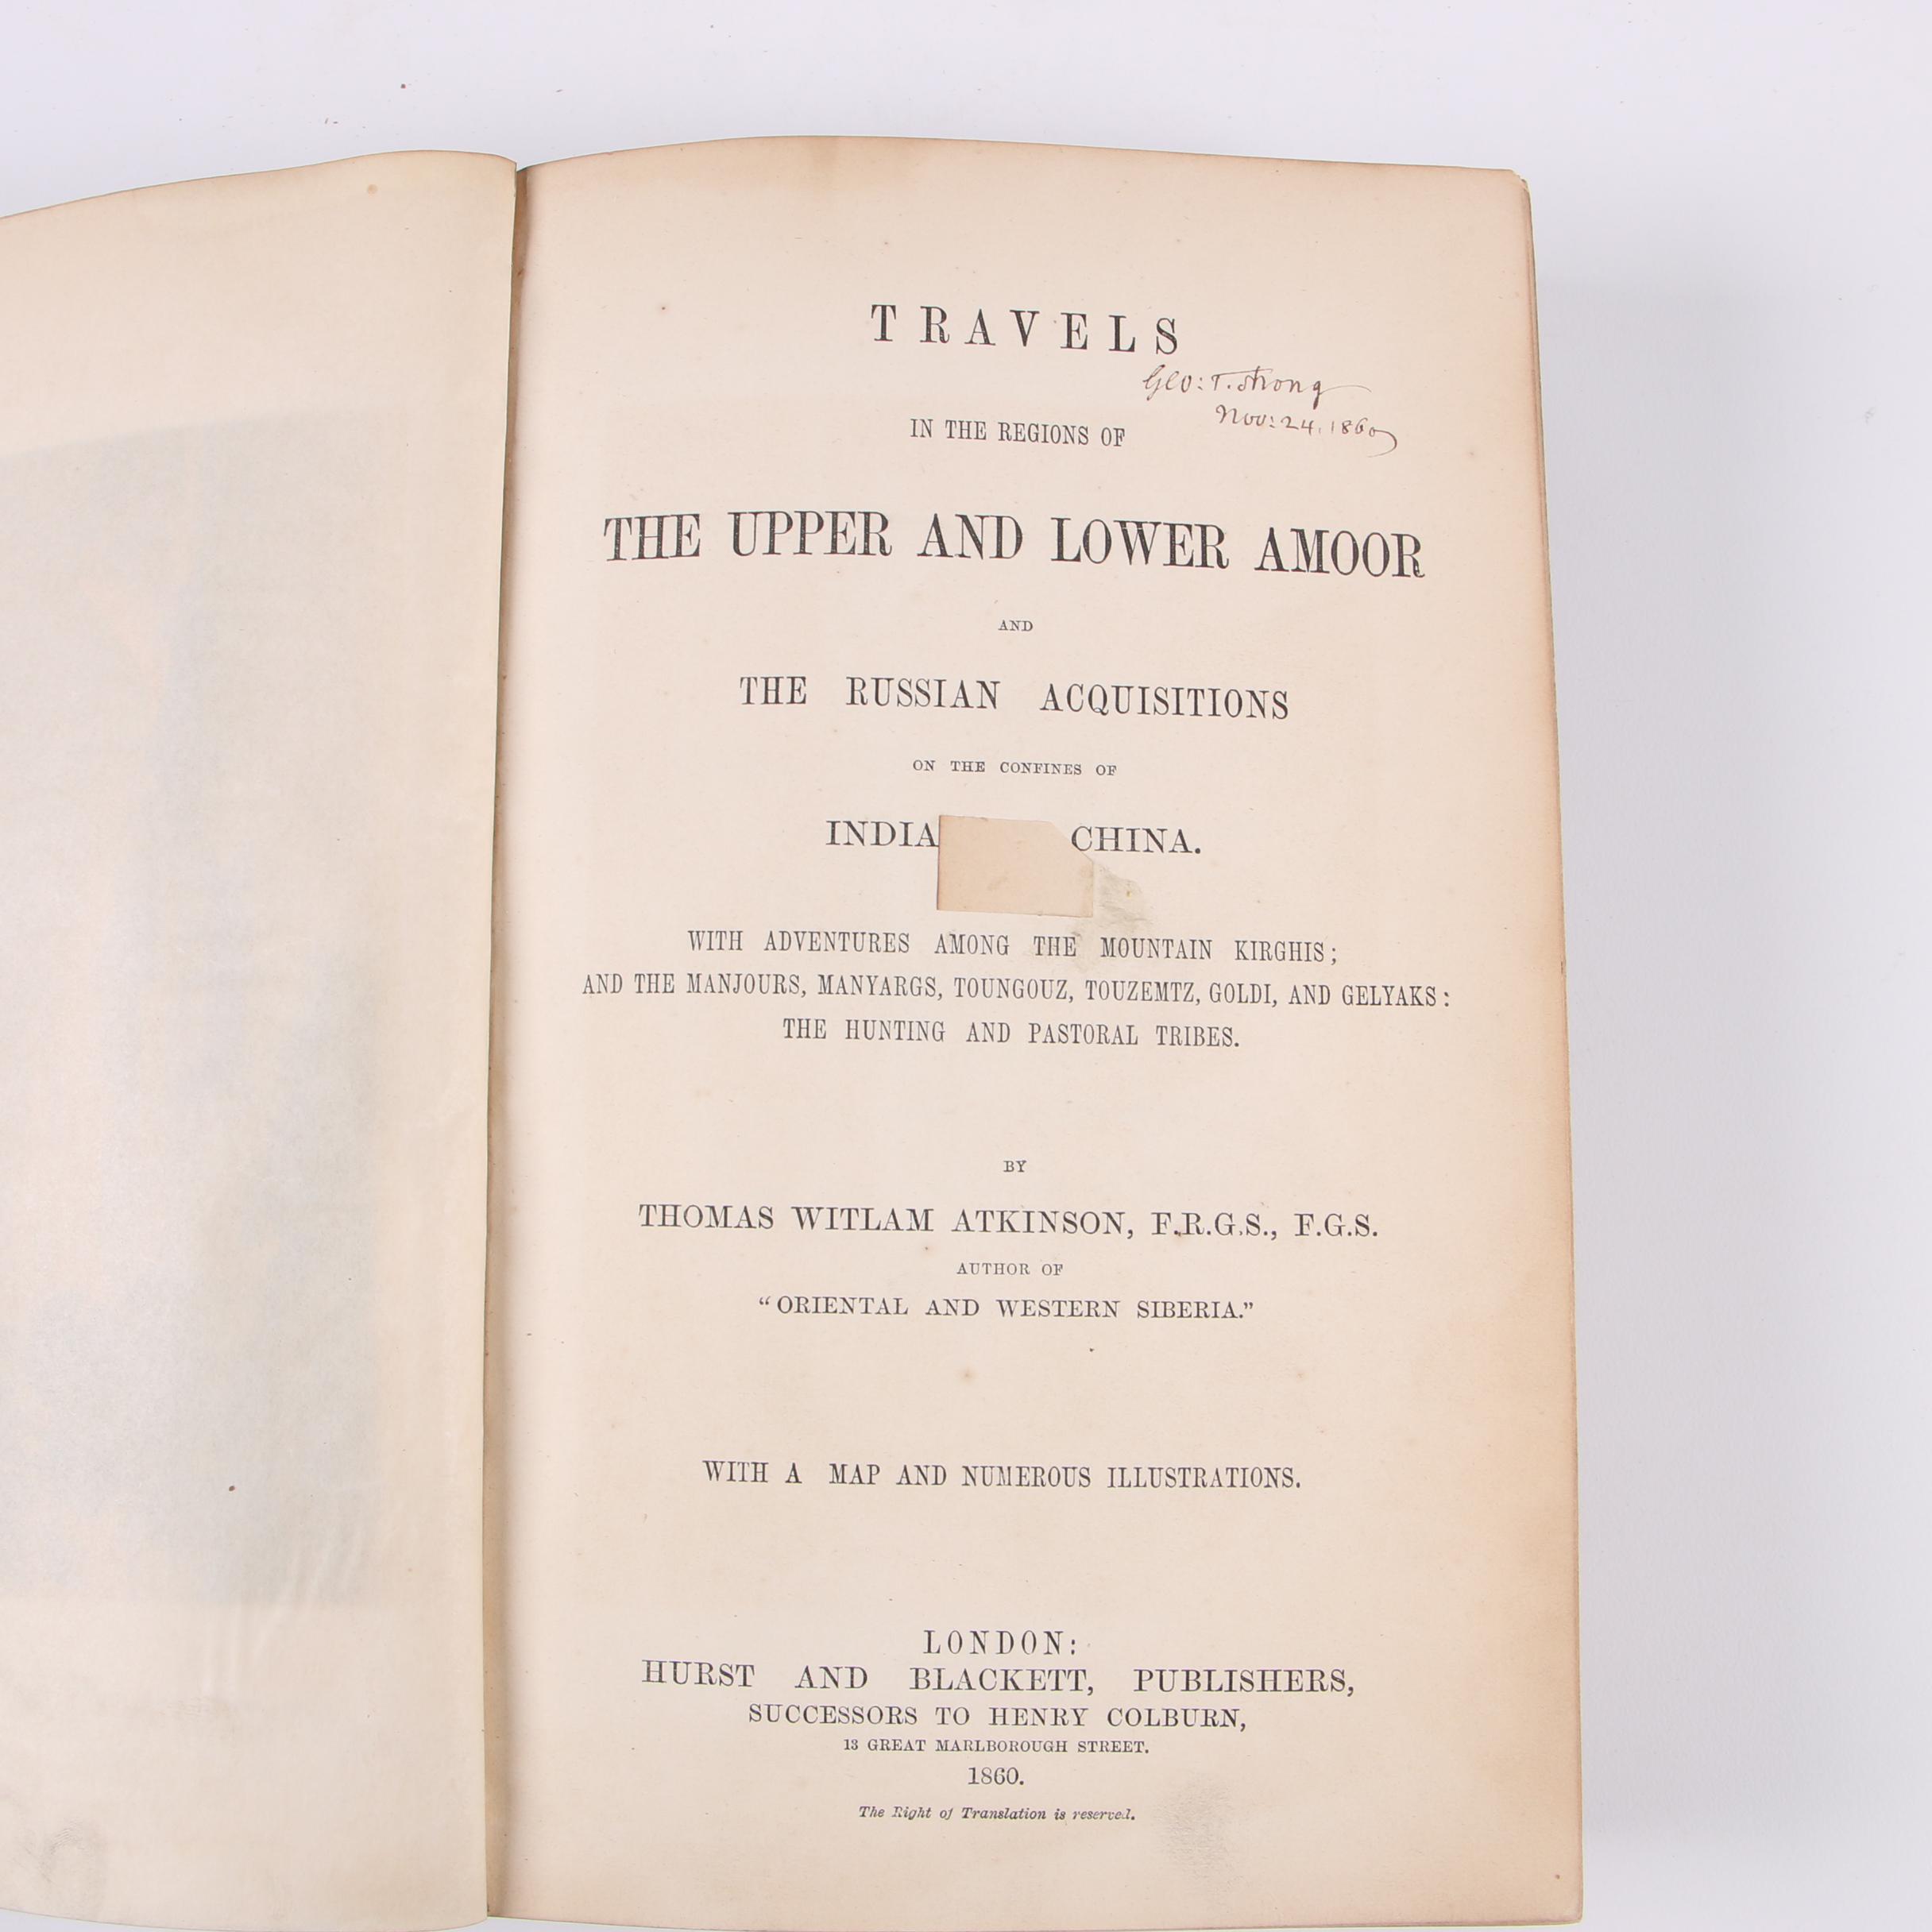 TRAVELS
Geo: T. Strong
Nov: 24. 1860
IN THE REGIONS OF
THE UPPER AND LOWER AMOOR
AND
THE RUSSIAN ACQUISITIONS
ON THE CONFINES OF
INDIA CHINA.
WITH ADVENTURES AMONG THE MOUNTAIN KIRGHIS;
AND THE MANJOURS, MANYARGS, TOUNGOUZ, TOUZEMTZ, GOLDI, AND GELYAKS:
THE HUNTING AND PASTORAL TRIBES.
BY
THOMAS WITLAM ATKINSON, F.R.G.S., F.G.S.
AUTHOR OF
“ORIENTAL AND WESTERN SIBERIA.”
WITH A MAP AND NUMEROUS ILLUSTRATIONS.
LONDON:
HURST AND BLACKETT, PUBLISHERS,
SUCCESSORS TO HENRY COLBURN,
13 GREAT MARLBOROUGH STREET.
1860.
The Right of Translation is reserved.